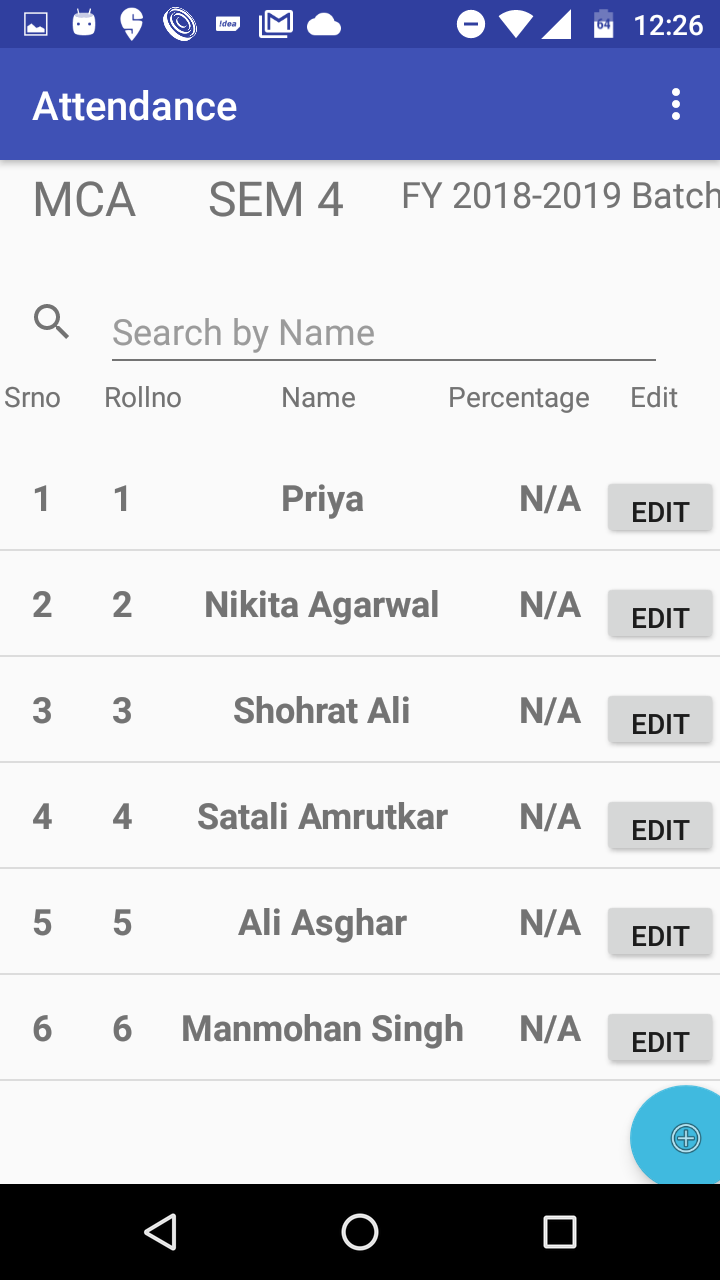 !dea 64 12:26
Attendance
MCA SEM 4 FY 2018-2019 Batch
Search by Name
Srno Rollno Name Percentage Edit
1 1 Priya N/A EDIT
2 2 Nikita Agarwal N/A EDIT
3 3 Shohrat Ali N/A EDIT
4 4 Satali Amrutkar N/A EDIT
5 5 Ali Asghar N/A EDIT
6 6 Manmohan Singh N/A EDIT